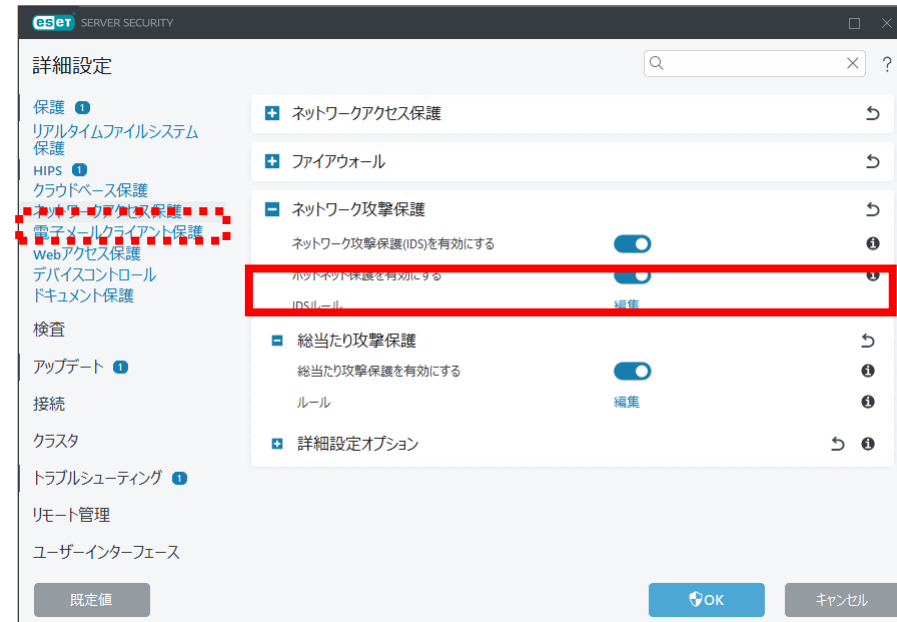 eseT SERVER SECURITY
詳細設定
?
保護 1
リアルタイムファイルシステム
保護
HIPS 1
クラウドベース保護
ネットワークアクセス保護
電子メールクライアント保護
Webアクセス保護
デバイスコントロール
ドキュメント保護
検査
アップデート 1
接続
クラスタ
トラブルシューティング 1
リモート管理
ユーザーインターフェース
ネットワークアクセス保護
ファイアウォール
ネットワーク攻撃保護
ネットワーク攻撃保護(IDS)を有効にする
ボットネット保護を有効にする
IDSルール 編集
総当たり攻撃保護
総当たり攻撃保護を有効にする
ルール 編集
詳細設定オプション
既定値
OK
キャンセル